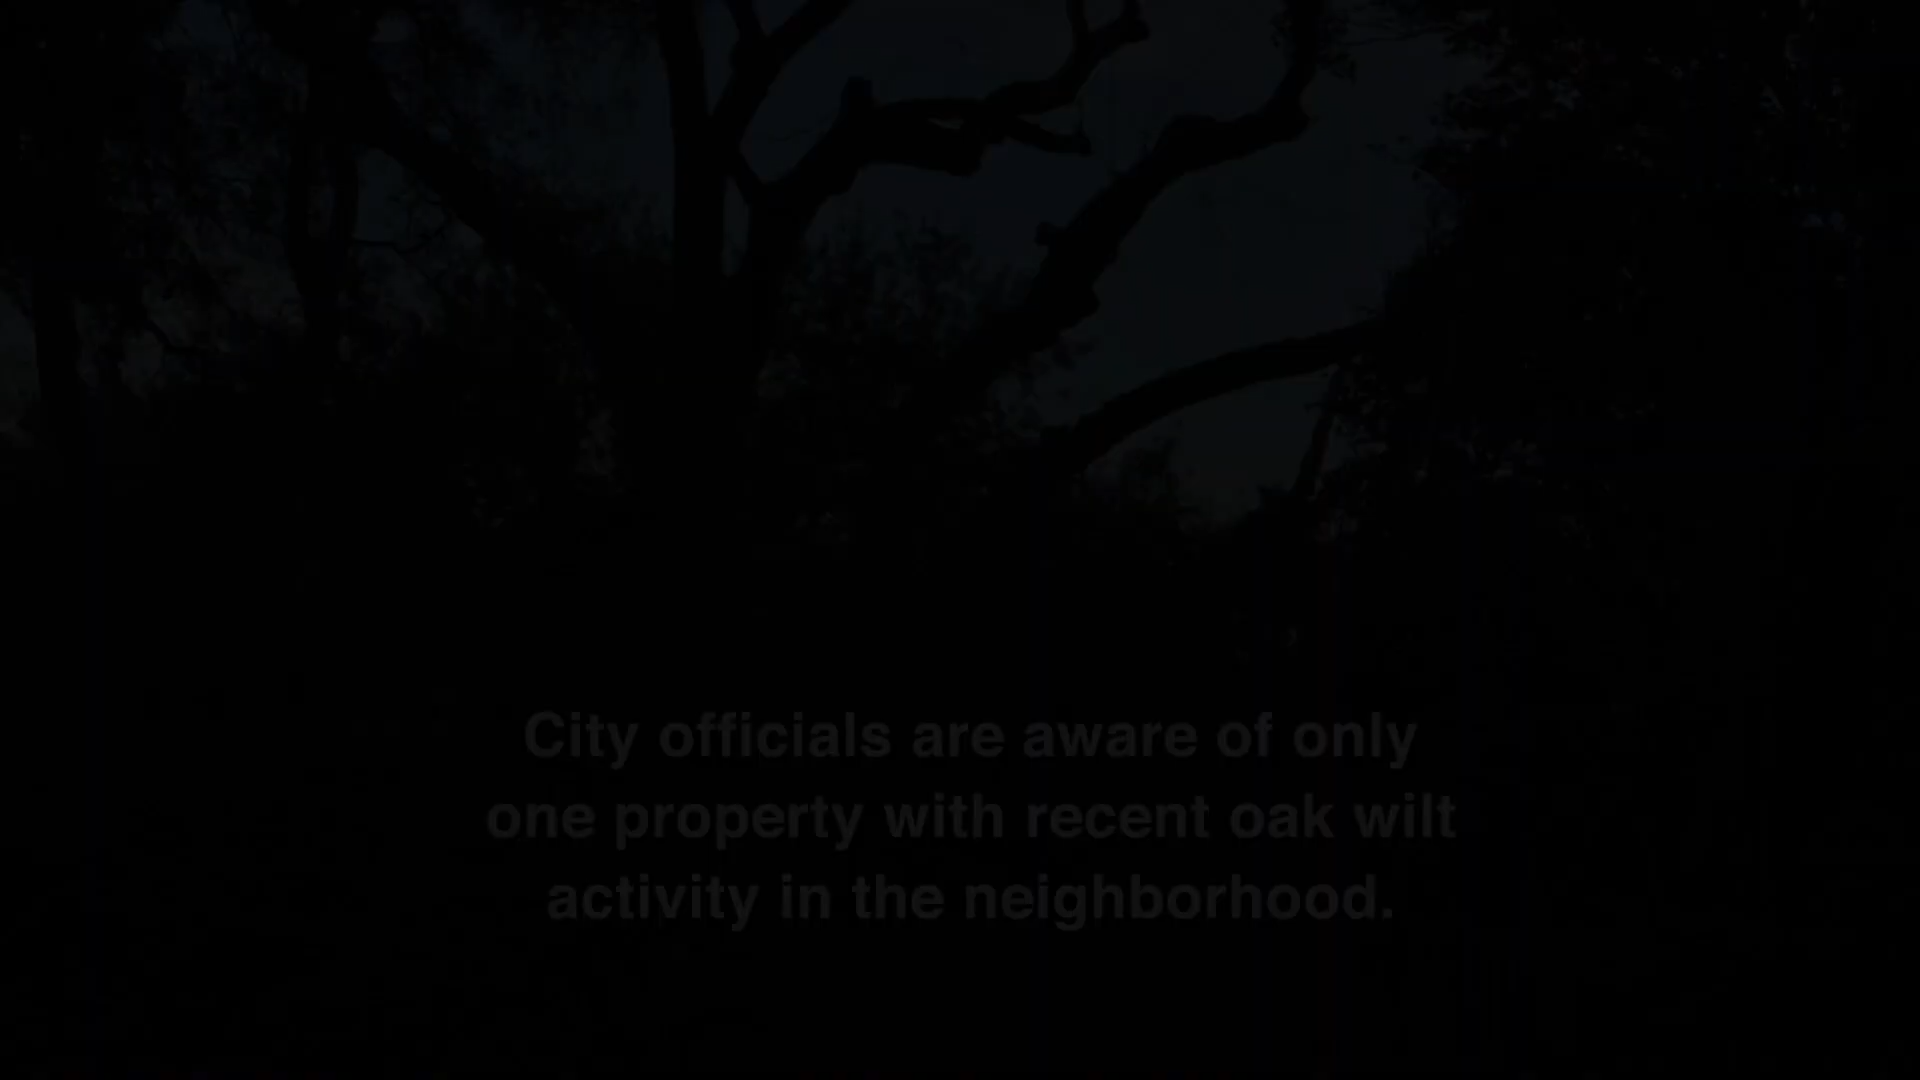 City officials are aware of only
one property with recent oak wilt
activity in the neighborhood.